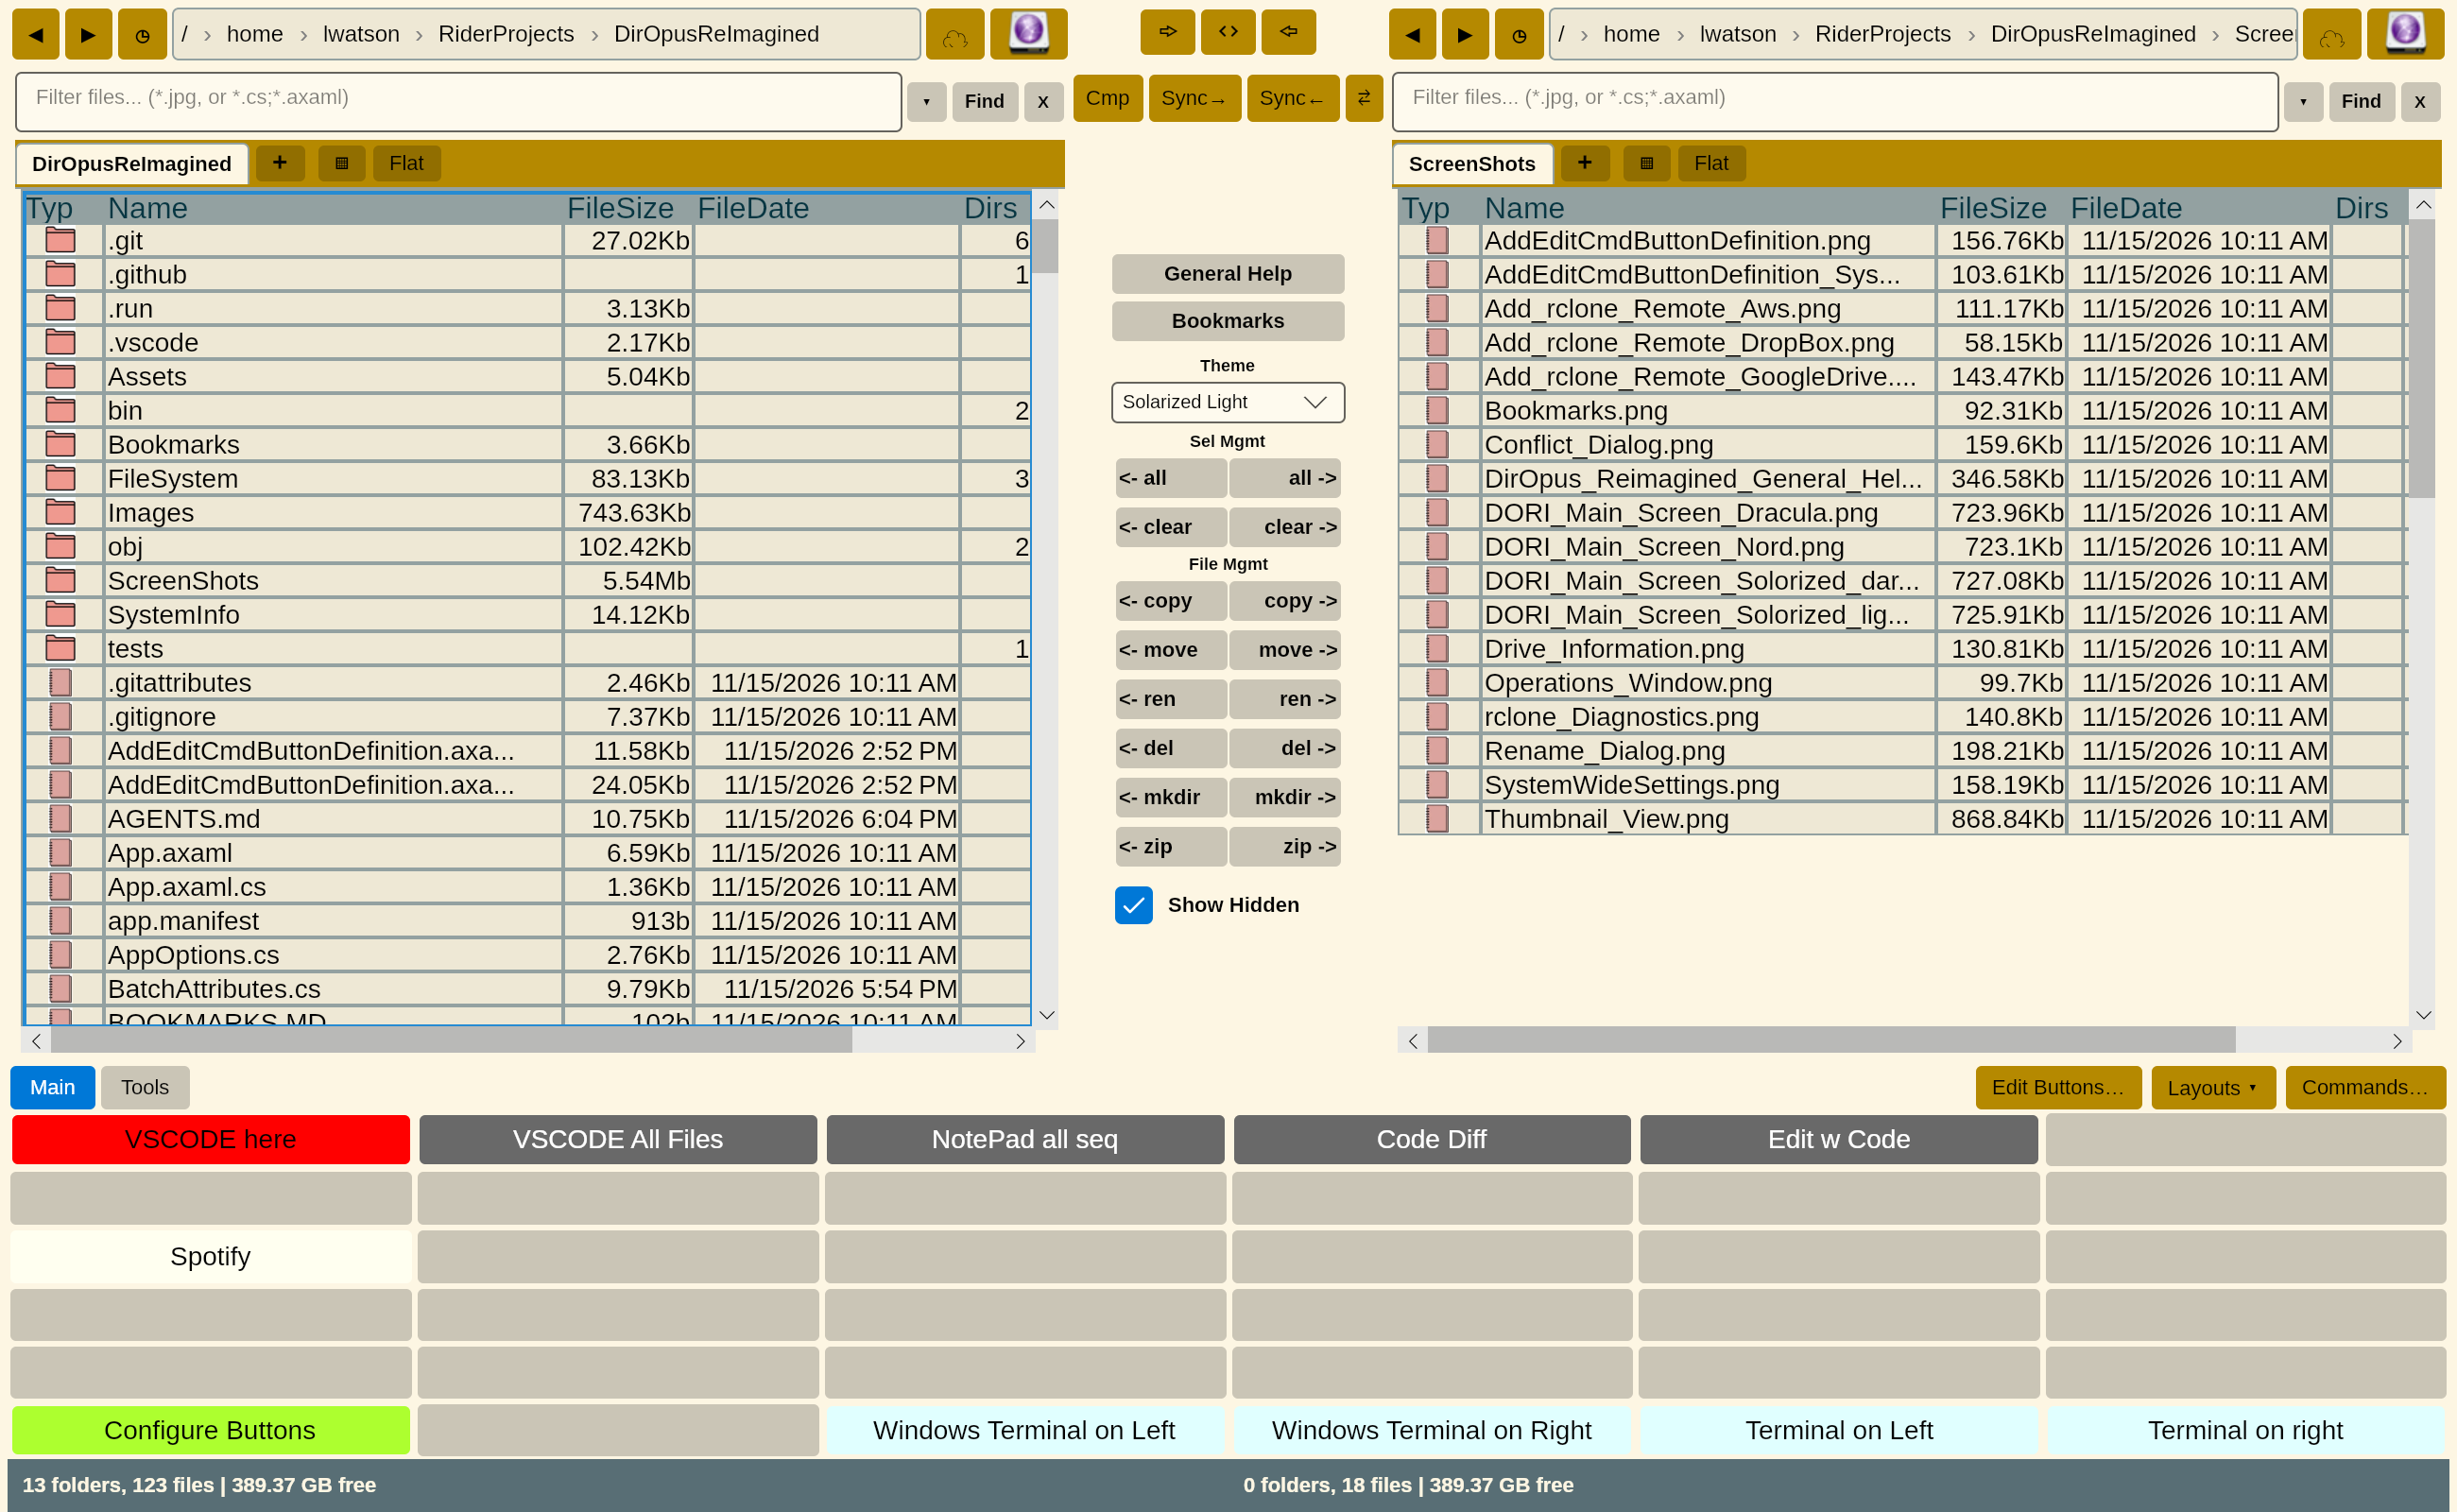 ◀ ▶ ◷ / › home › lwatson › RiderProjects › DirOpusReImagined
⇨ <> ⇦
◀ ▶ ◷ / › home › lwatson › RiderProjects › DirOpusReImagined › Screen
Filter files... (*.jpg, or *.cs;*.axaml) ▾ Find X
Cmp Sync→ Sync← ⇄
Filter files... (*.jpg, or *.cs;*.axaml) ▾ Find X
DirOpusReImagined + ▦ Flat
Typ Name FileSize FileDate Dirs
.git 27.02Kb 6
.github 1
.run 3.13Kb
.vscode 2.17Kb
Assets 5.04Kb
bin 2
Bookmarks 3.66Kb
FileSystem 83.13Kb 3
Images 743.63Kb
obj 102.42Kb 2
ScreenShots 5.54Mb
SystemInfo 14.12Kb
tests 1
.gitattributes 2.46Kb 11/15/2026 10:11 AM
.gitignore 7.37Kb 11/15/2026 10:11 AM
AddEditCmdButtonDefinition.axa... 11.58Kb 11/15/2026 2:52 PM
AddEditCmdButtonDefinition.axa... 24.05Kb 11/15/2026 2:52 PM
AGENTS.md 10.75Kb 11/15/2026 6:04 PM
App.axaml 6.59Kb 11/15/2026 10:11 AM
App.axaml.cs 1.36Kb 11/15/2026 10:11 AM
app.manifest 913b 11/15/2026 10:11 AM
AppOptions.cs 2.76Kb 11/15/2026 10:11 AM
BatchAttributes.cs 9.79Kb 11/15/2026 5:54 PM
BOOKMARKS.MD 102b 11/15/2026 10:11 AM
General Help
Bookmarks
Theme
Solarized Light
Sel Mgmt
<- all all ->
<- clear clear ->
File Mgmt
<- copy copy ->
<- move move ->
<- ren ren ->
<- del del ->
<- mkdir mkdir ->
<- zip zip ->
Show Hidden
ScreenShots + ▦ Flat
Typ Name FileSize FileDate Dirs
AddEditCmdButtonDefinition.png 156.76Kb 11/15/2026 10:11 AM
AddEditCmdButtonDefinition_Sys... 103.61Kb 11/15/2026 10:11 AM
Add_rclone_Remote_Aws.png 111.17Kb 11/15/2026 10:11 AM
Add_rclone_Remote_DropBox.png 58.15Kb 11/15/2026 10:11 AM
Add_rclone_Remote_GoogleDrive.... 143.47Kb 11/15/2026 10:11 AM
Bookmarks.png 92.31Kb 11/15/2026 10:11 AM
Conflict_Dialog.png 159.6Kb 11/15/2026 10:11 AM
DirOpus_Reimagined_General_Hel... 346.58Kb 11/15/2026 10:11 AM
DORI_Main_Screen_Dracula.png 723.96Kb 11/15/2026 10:11 AM
DORI_Main_Screen_Nord.png 723.1Kb 11/15/2026 10:11 AM
DORI_Main_Screen_Solorized_dar... 727.08Kb 11/15/2026 10:11 AM
DORI_Main_Screen_Solorized_lig... 725.91Kb 11/15/2026 10:11 AM
Drive_Information.png 130.81Kb 11/15/2026 10:11 AM
Operations_Window.png 99.7Kb 11/15/2026 10:11 AM
rclone_Diagnostics.png 140.8Kb 11/15/2026 10:11 AM
Rename_Dialog.png 198.21Kb 11/15/2026 10:11 AM
SystemWideSettings.png 158.19Kb 11/15/2026 10:11 AM
Thumbnail_View.png 868.84Kb 11/15/2026 10:11 AM
Main Tools Edit Buttons… Layouts ▾ Commands…
VSCODE here VSCODE All Files NotePad all seq Code Diff Edit w Code
Spotify
Configure Buttons Windows Terminal on Left Windows Terminal on Right Terminal on Left Terminal on right
13 folders, 123 files | 389.37 GB free 0 folders, 18 files | 389.37 GB free